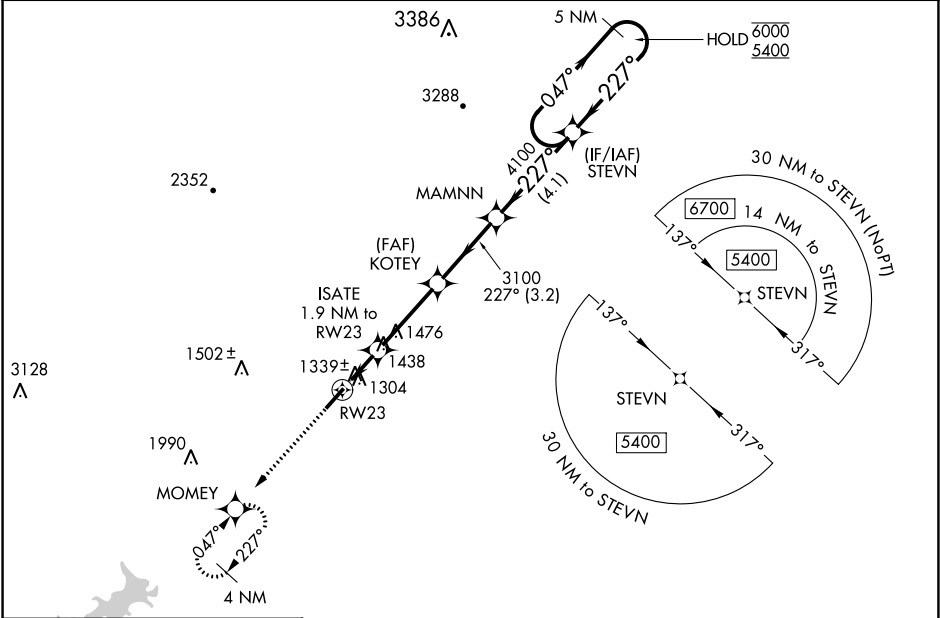 3386
5 NM
HOLD 6000
5400
047°
227°
3288
(IF/IAF)
STEVN
4100
227°
(4.1)
MAMNN
2352
30 NM to STEVN (NoPT)
6700
14 NM to STEVN
137°
5400
STEVN
317°
(FAF)
KOTEY
3100
227° (3.2)
ISATE
1.9 NM to
RW23
1476
1438
1502 ±
1339 ±
1304
3128
RW23
137°
STEVN
317°
5400
30 NM to STEVN
1990
MOMEY
047°
227°
4 NM